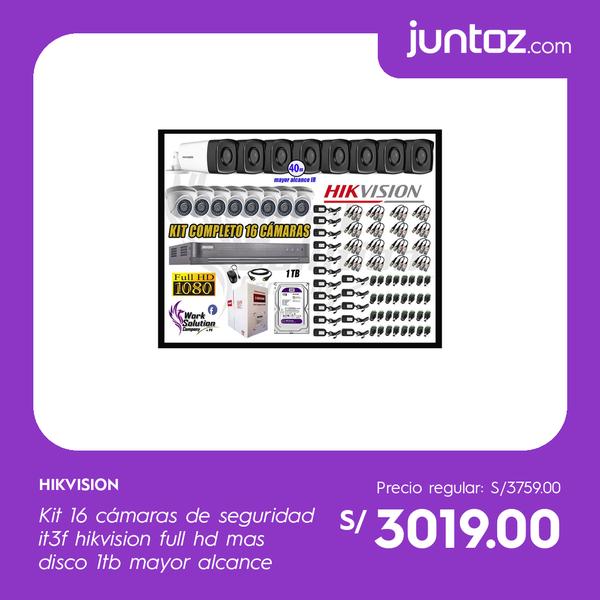 juntoz.com
HIKVISION
40m
mayor alcance IR
HIKVISION
KIT COMPLETO 16 CÁMARAS
Full HD
1080
1TB
Work
Solution
Company
HIKVISION
Kit 16 cámaras de seguridad
it3f hikvision full hd mas
disco 1tb mayor alcance
Precio regular: S/3759.00
S/ 3019.00